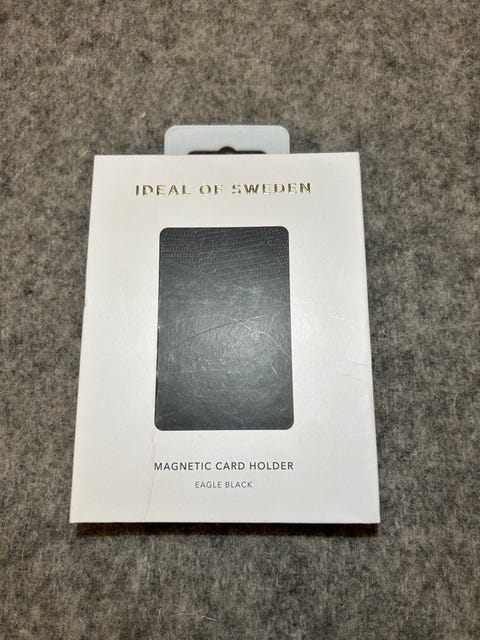 IDEAL OF SWEDEN
MAGNETIC CARD HOLDER
EAGLE BLACK